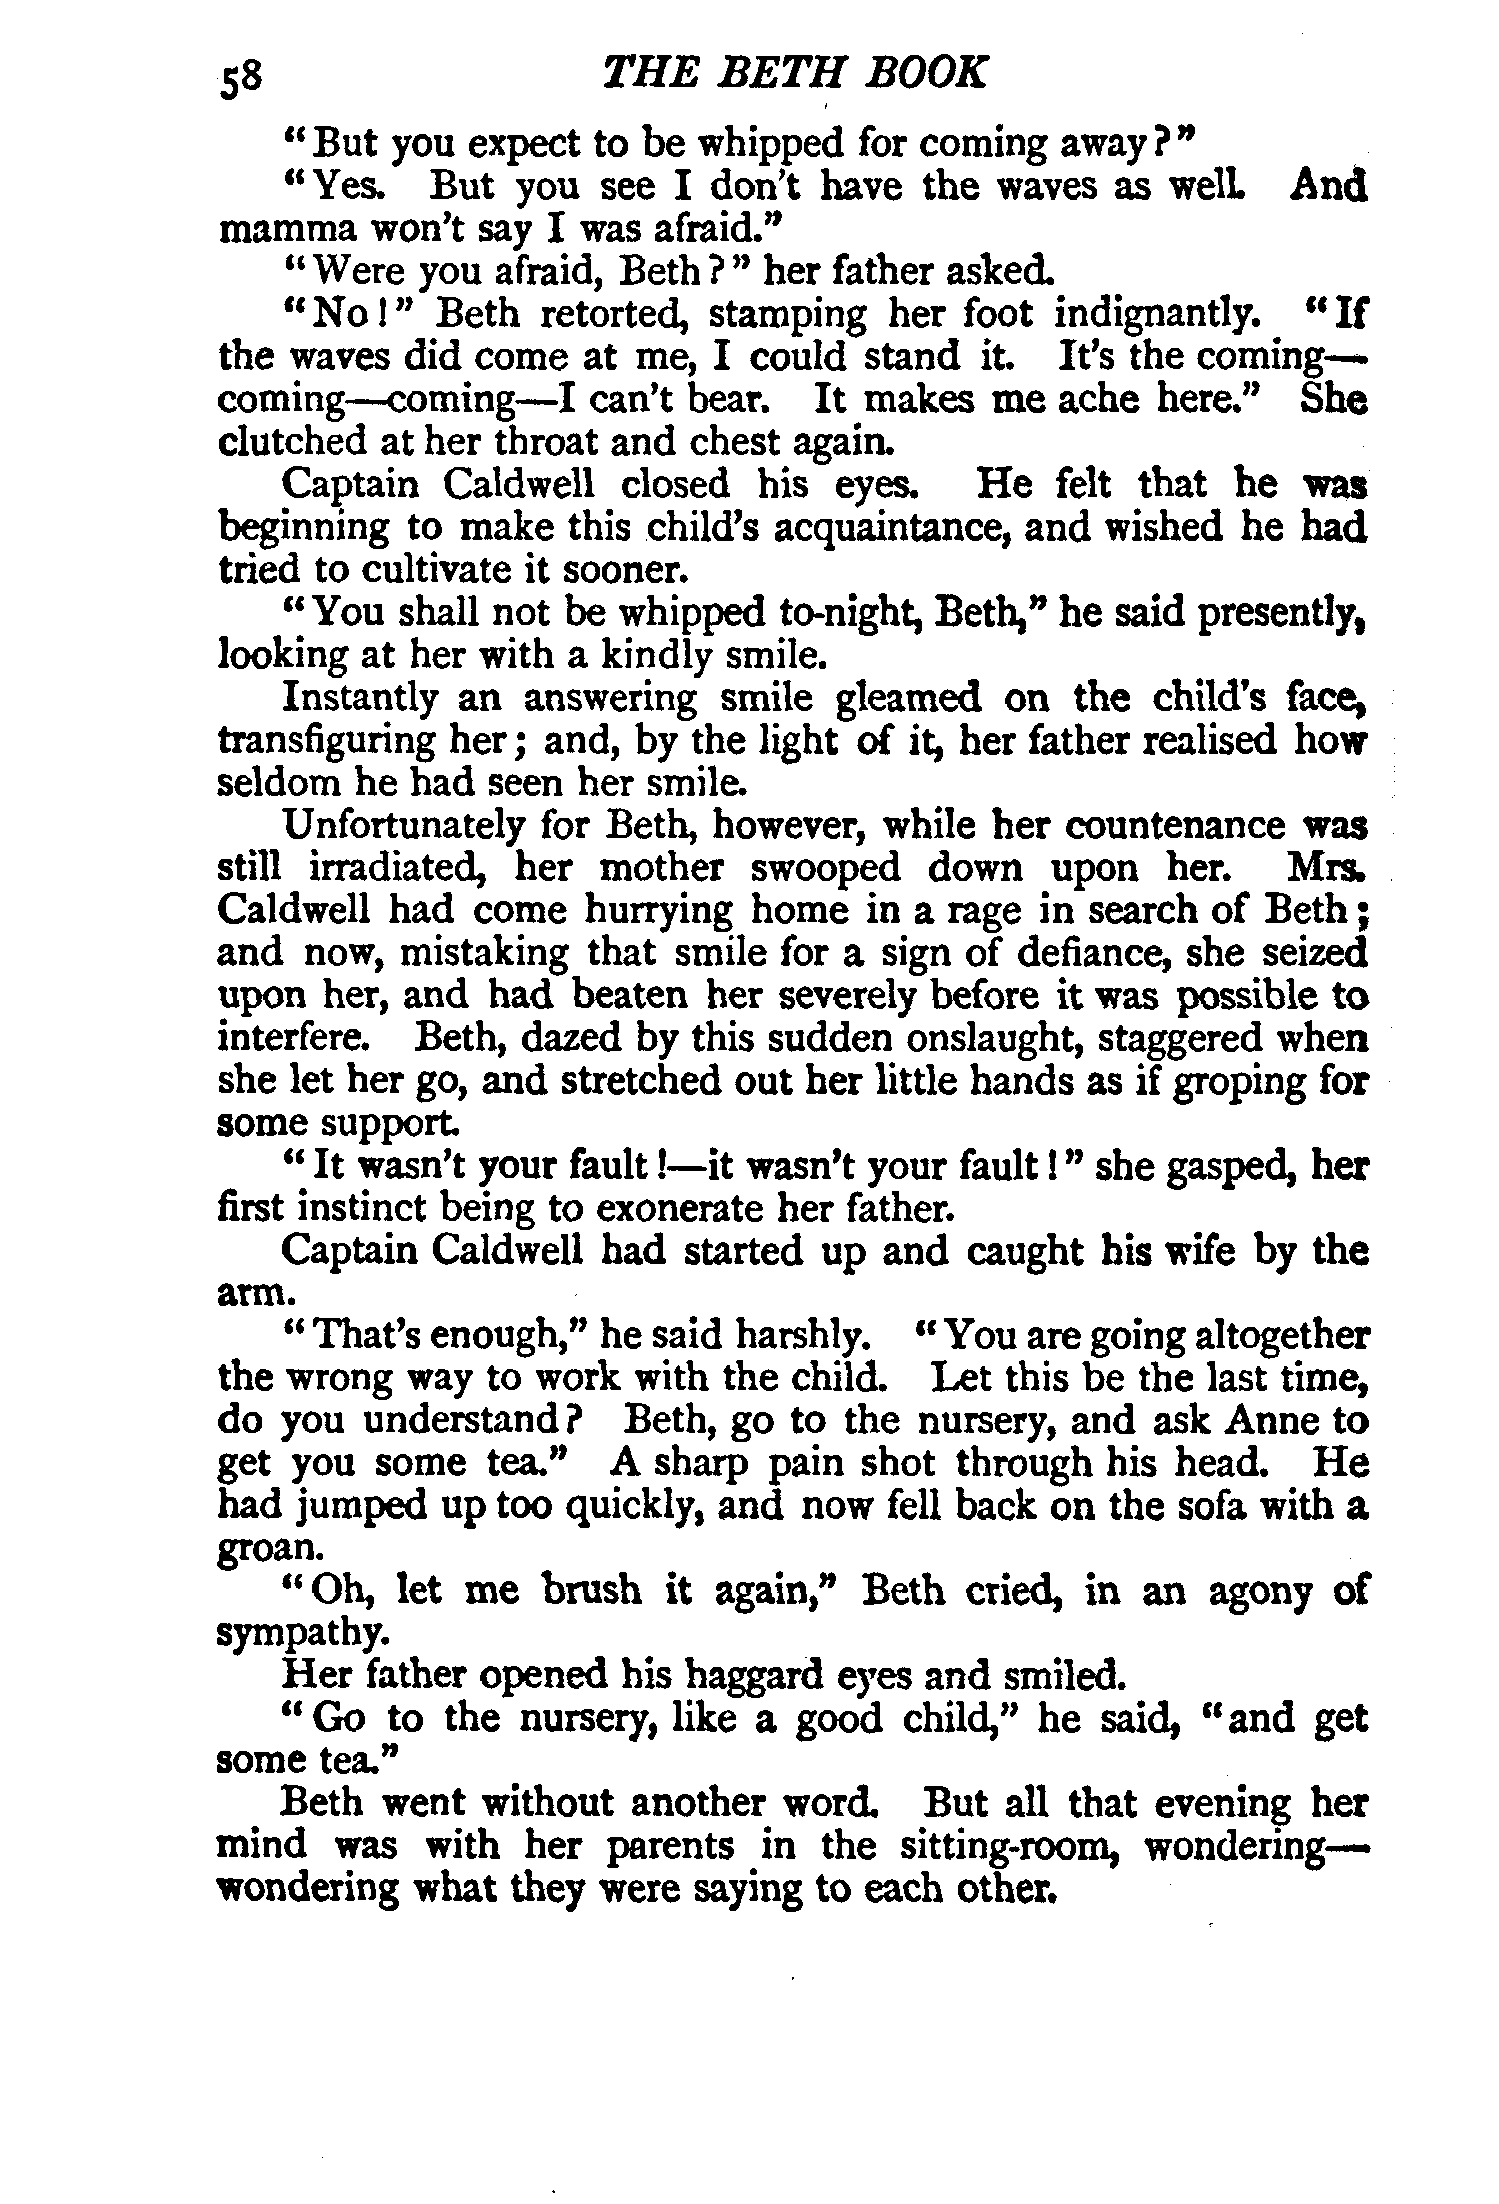 58 THE BETH BOOK
"But you expect to be whipped for coming away?"
"Yes. But you see I don't have the waves as well. And
mamma won't say I was afraid."
"Were you afraid, Beth?" her father asked.
"No!" Beth retorted, stamping her foot indignantly. "If
the waves did come at me, I could stand it. It's the coming—
coming—coming—I can't bear. It makes me ache here." She
clutched at her throat and chest again.
Captain Caldwell closed his eyes. He felt that he was
beginning to make this child's acquaintance, and wished he had
tried to cultivate it sooner.
"You shall not be whipped to-night, Beth," he said presently,
looking at her with a kindly smile.
Instantly an answering smile gleamed on the child's face,
transfiguring her; and, by the light of it, her father realised how
seldom he had seen her smile.
Unfortunately for Beth, however, while her countenance was
still irradiated, her mother swooped down upon her. Mrs.
Caldwell had come hurrying home in a rage in search of Beth;
and now, mistaking that smile for a sign of defiance, she seized
upon her, and had beaten her severely before it was possible to
interfere. Beth, dazed by this sudden onslaught, staggered when
she let her go, and stretched out her little hands as if groping for
some support.
"It wasn't your fault!—it wasn't your fault!" she gasped, her
first instinct being to exonerate her father.
Captain Caldwell had started up and caught his wife by the
arm.
"That's enough," he said harshly. "You are going altogether
the wrong way to work with the child. Let this be the last time,
do you understand? Beth, go to the nursery, and ask Anne to
get you some tea." A sharp pain shot through his head. He
had jumped up too quickly, and now fell back on the sofa with a
groan.
"Oh, let me brush it again," Beth cried, in an agony of
sympathy.
Her father opened his haggard eyes and smiled.
"Go to the nursery, like a good child," he said, "and get
some tea."
Beth went without another word. But all that evening her
mind was with her parents in the sitting-room, wondering—
wondering what they were saying to each other.